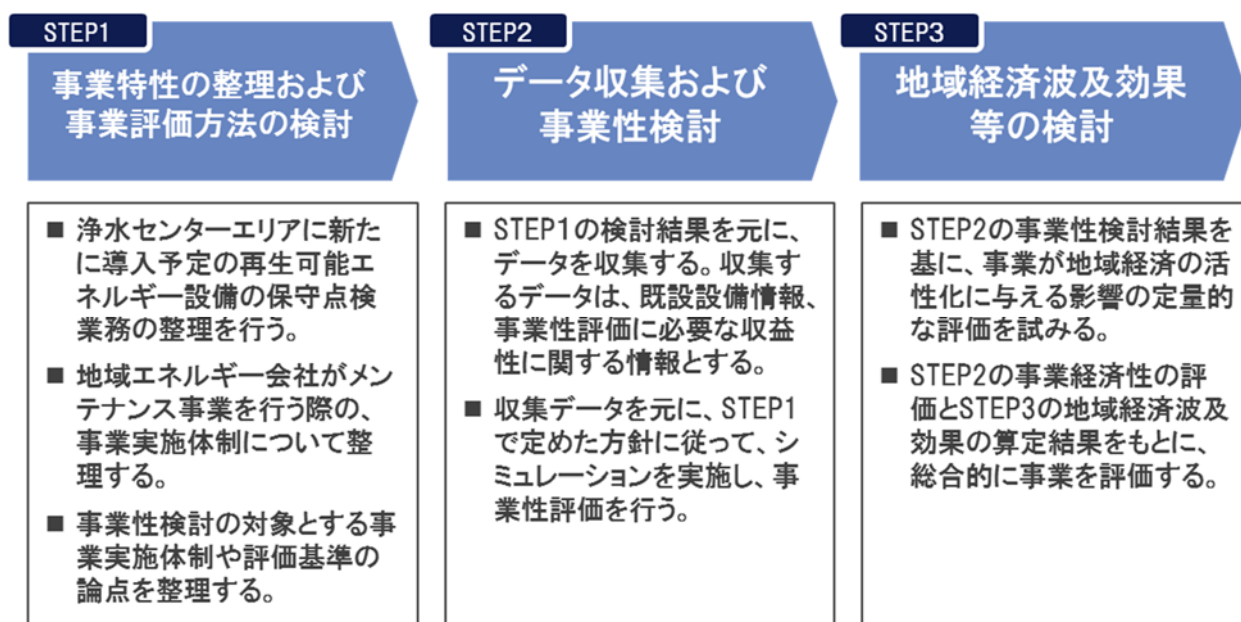 STEP1
事業特性の整理および
事業評価方法の検討
■ 浄水センターエリアに新た
に導入予定の再生可能エ
ネルギー設備の保守点検
業務の整理を行う。
■ 地域エネルギー会社がメン
テナンス事業を行う際の、
事業実施体制について整
理する。
■ 事業性検討の対象とする事
業実施体制や評価基準の
論点を整理する。
STEP2
データ収集および
事業性検討
■ STEP1の検討結果を元に、
データを収集する。収集す
るデータは、既設設備情報、
事業性評価に必要な収益
性に関する情報とする。
■ 収集データを元に、STEP1
で定めた方針に従って、シ
ミュレーションを実施し、事
業性評価を行う。
STEP3
地域経済波及効果
等の検討
■ STEP2の事業性検討結果を
基に、事業が地域経済の活
性化に与える影響の定量的
な評価を試みる。
■ STEP2の事業経済性の評
価とSTEP3の地域経済波及
効果の算定結果をもとに、
総合的に事業を評価する。